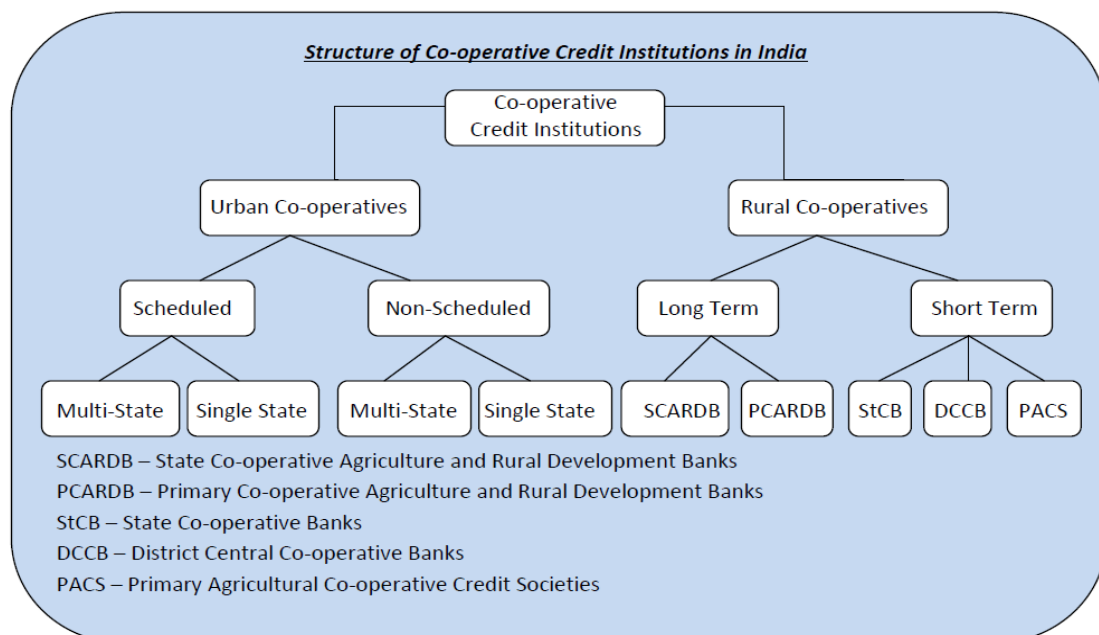 Structure of Co-operative Credit Institutions in India
Co-operative
Credit Institutions
Urban Co-operatives
Rural Co-operatives
Scheduled
Non-Scheduled
Long Term
Short Term
Multi-State
Single State
Multi-State
Single State
SCARDB
PCARDB
StCB
DCCB
PACS
SCARDB – State Co-operative Agriculture and Rural Development Banks
PCARDB – Primary Co-operative Agriculture and Rural Development Banks
StCB – State Co-operative Banks
DCCB – District Central Co-operative Banks
PACS – Primary Agricultural Co-operative Credit Societies